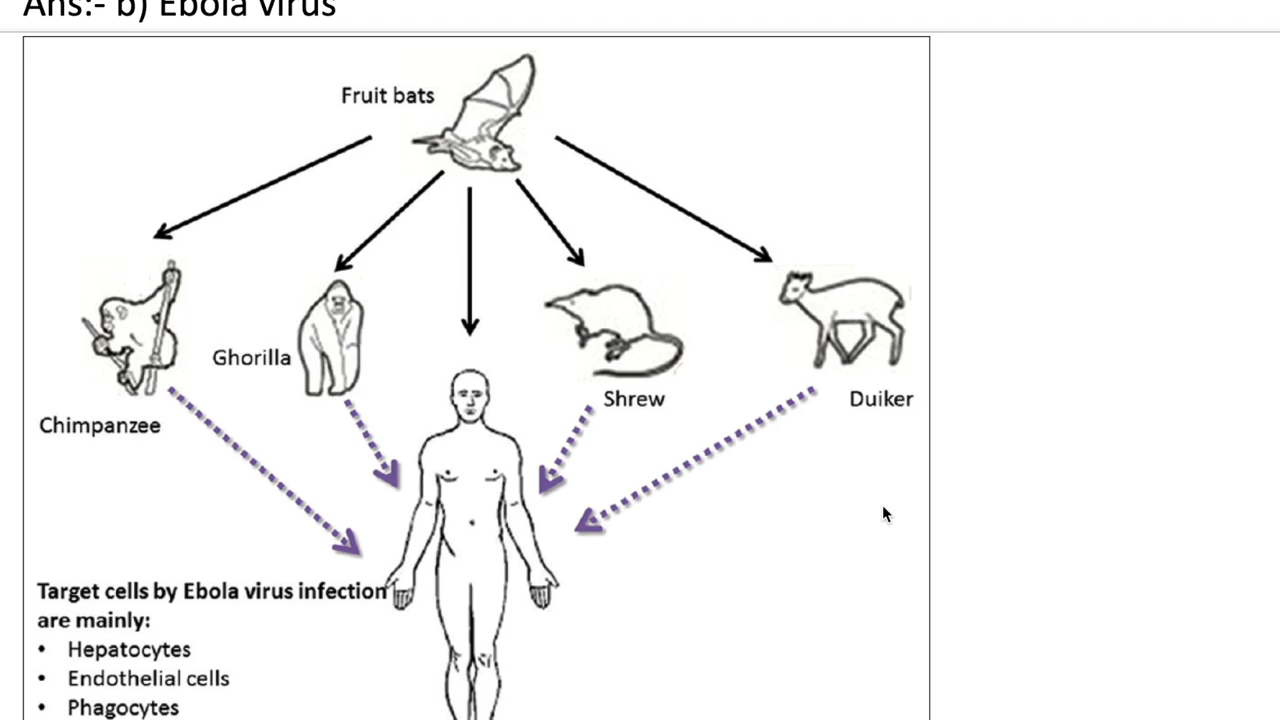 Ans:- b) Ebola virus
Fruit bats
Ghorilla
Shrew
Duiker
Chimpanzee
Target cells by Ebola virus infection
are mainly:
• Hepatocytes
• Endothelial cells
• Phagocytes